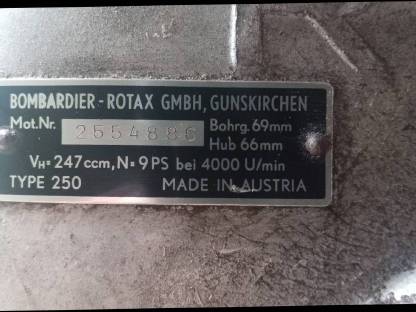 BOMBARDIER-ROTAX GMBH, GUNSKIRCHEN
Mot.Nr. 2554886 Bohrg. 69mm
Hub 66mm
VH= 247ccm, N= 9PS bei 4000 U/min
TYPE 250 MADE IN AUSTRIA